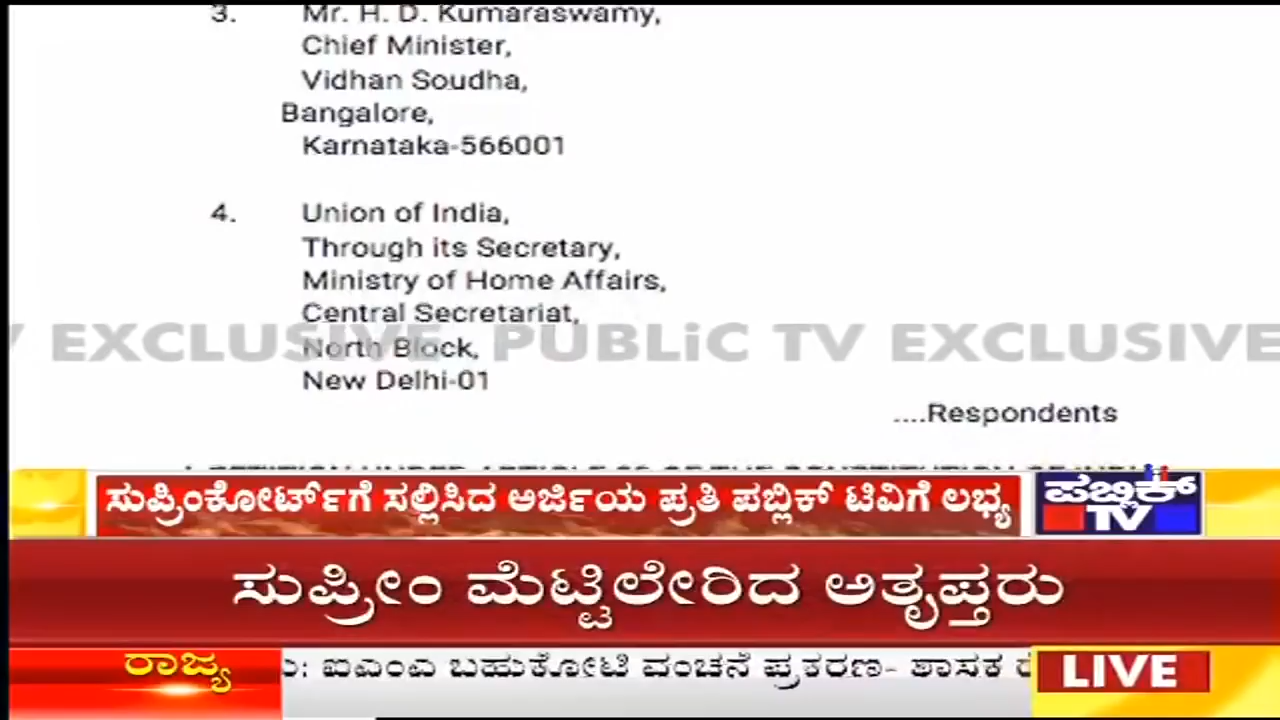 3. Mr. H. D. Kumaraswamy,
Chief Minister,
Vidhan Soudha,
Bangalore,
Karnataka-566001
4. Union of India,
Through its Secretary,
Ministry of Home Affairs,
Central Secretariat,
North Block,
New Delhi-01
V EXCLUSIVE PUBLiC TV EXCLUSIVE
....Respondents
ಸುಪ್ರಿಂಕೋರ್ಟ್‌ಗೆ ಸಲ್ಲಿಸಿದ ಅರ್ಜಿಯ ಪ್ರತಿ ಪಬ್ಲಿಕ್ ಟಿವಿಗೆ ಲಭ್ಯ
ಪಬ್ಲಿಕ್ TV
ಸುಪ್ರೀಂ ಮೆಟ್ಟಿಲೇರಿದ ಅತೃಪ್ತರು
ರಾಜ್ಯ
ಐಎಂಎ ಬಹುಕೋಟಿ ವಂಚನೆ ಪ್ರಕರಣ- ಶಾಸಕ
LIVE